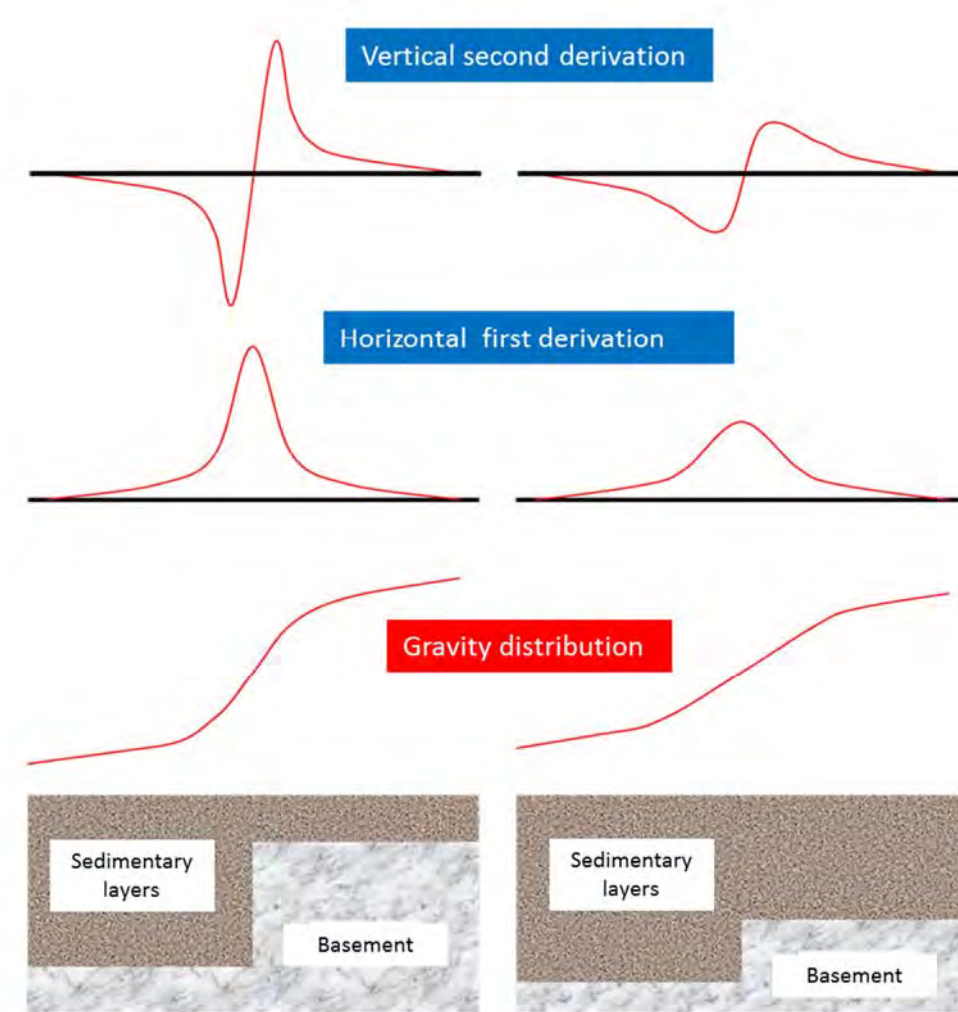 Vertical second derivation
Horizontal first derivation
Gravity distribution
Sedimentary
layers
Basement
Sedimentary
layers
Basement